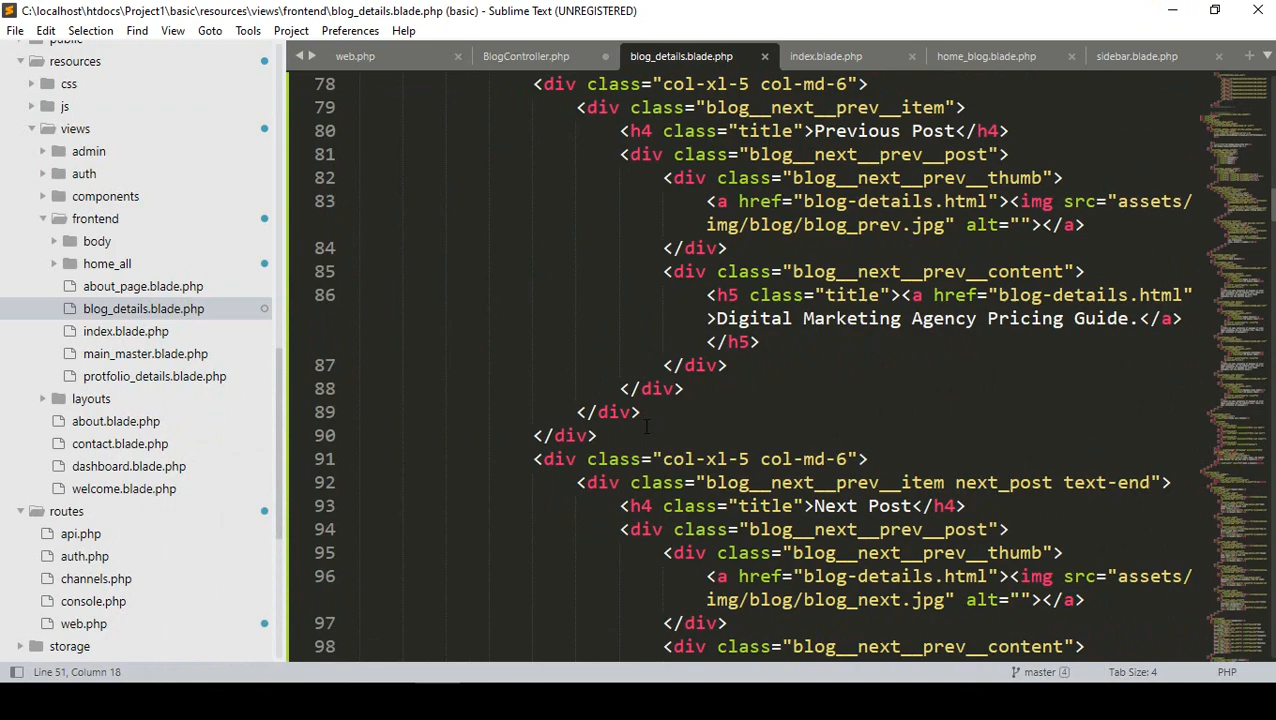 C:\localhost\htdocs\Project1\basic\resources\views\frontend\blog_details.blade.php (basic) - Sublime Text (UNREGISTERED)
File Edit Selection Find View Goto Tools Project Preferences Help
public
resources
css
js
views
admin
auth
components
frontend
body
home_all
about_page.blade.php
blog_details.blade.php
index.blade.php
main_master.blade.php
protfolio_details.blade.php
layouts
about.blade.php
contact.blade.php
dashboard.blade.php
welcome.blade.php
routes
api.php
auth.php
channels.php
console.php
web.php
storage
web.php BlogController.php blog_details.blade.php index.blade.php home_blog.blade.php sidebar.blade.php
78 <div class="col-xl-5 col-md-6">
79 <div class="blog__next__prev__item">
80 <h4 class="title">Previous Post</h4>
81 <div class="blog__next__prev__post">
82 <div class="blog__next__prev__thumb">
83 <a href="blog-details.html"><img src="assets/
img/blog/blog_prev.jpg" alt=""></a>
84 </div>
85 <div class="blog__next__prev__content">
86 <h5 class="title"><a href="blog-details.html"
>Digital Marketing Agency Pricing Guide.</a>
</h5>
87 </div>
88 </div>
89 </div>
90 </div>
91 <div class="col-xl-5 col-md-6">
92 <div class="blog__next__prev__item next_post text-end">
93 <h4 class="title">Next Post</h4>
94 <div class="blog__next__prev__post">
95 <div class="blog__next__prev__thumb">
96 <a href="blog-details.html"><img src="assets/
img/blog/blog_next.jpg" alt=""></a>
97 </div>
98 <div class="blog__next__prev__content">
Line 51, Column 18 master 4 Tab Size: 4 PHP